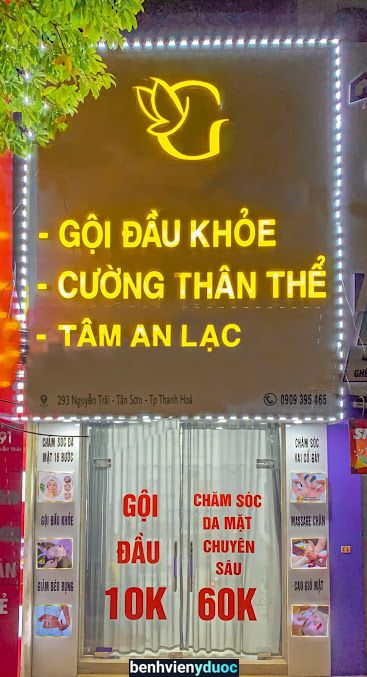 - GỘI ĐẦU KHỎE
- CƯỜNG THÂN THỂ
- TÂM AN LẠC
293 Nguyễn Trãi - Tân Sơn - Tp Thanh Hoá
0909 395 465
CHĂM SÓC DA
MẶT 16 BƯỚC
GỘI ĐẦU KHỎE
GIẢM BÉO BỤNG
GỘI
ĐẦU
10K
CHĂM SÓC
DA MẶT
CHUYÊN
SÂU
60K
CHĂM SÓC
VAI CỔ GÁY
MASSAGE CHÂN
CẠO GIÓ MẶT
benhvienyduoc